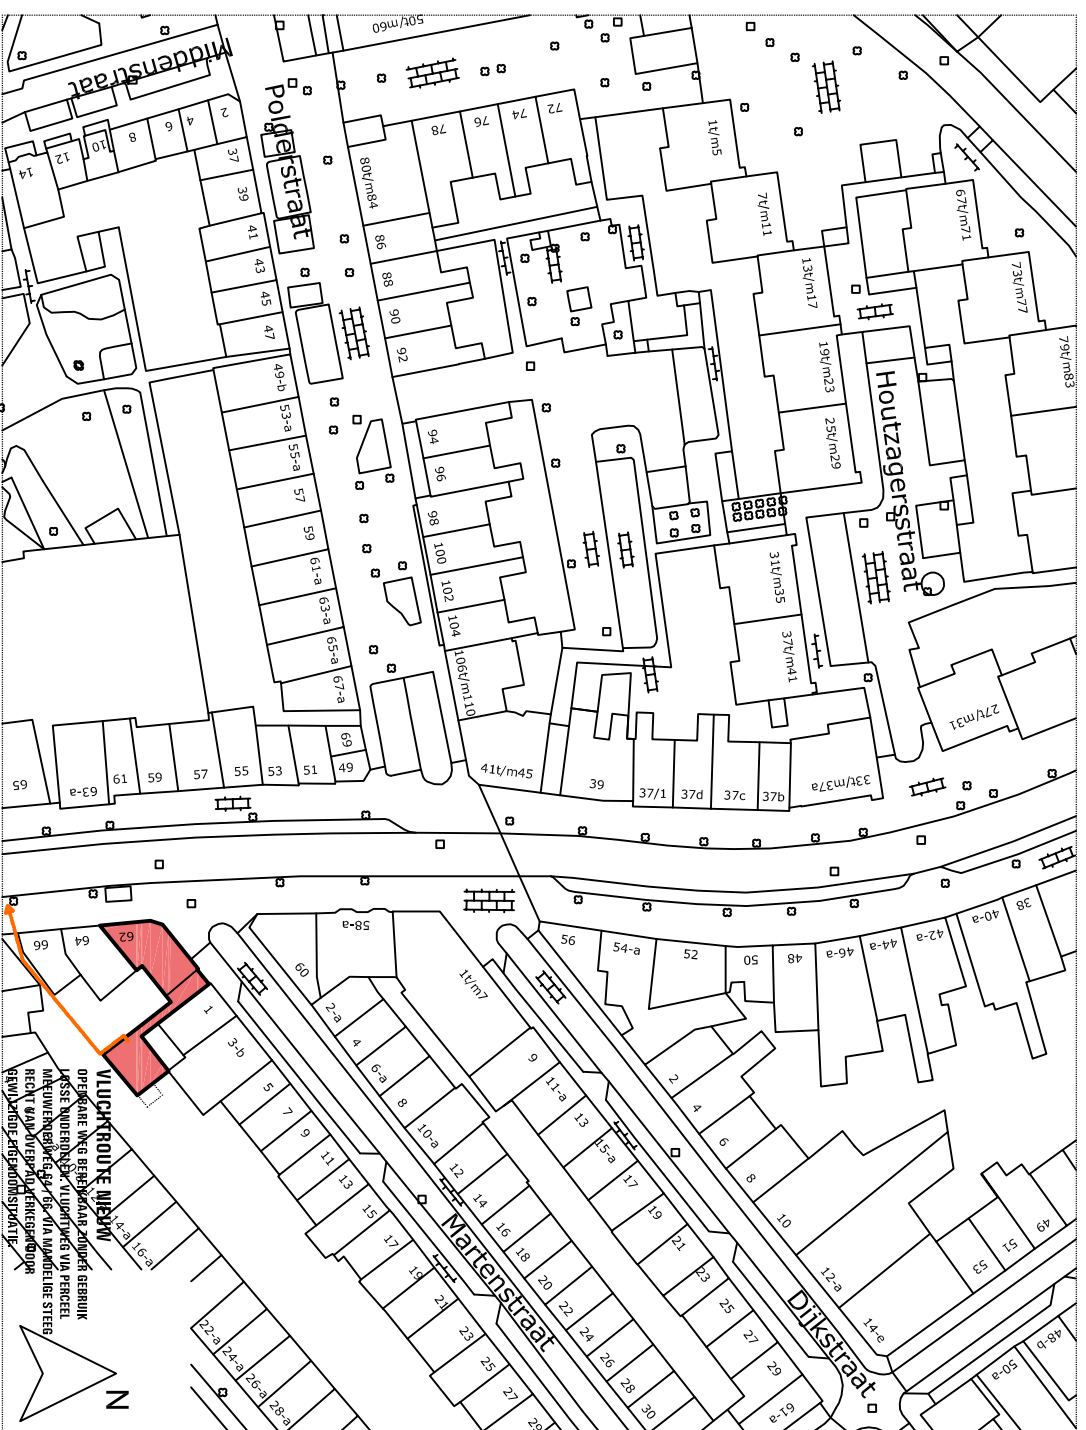 50t/m60
Middenstraat
Polderstraat
2
4
6
8
10
12
14
37
39
41
43
45
47
49-b
53-a
55-a
57
59
61-a
63-a
65-a
67-a
69
72
74
76
78
80t/m84
86
88
90
92
94
96
98
100
102
104
106t/m110
1t/m5
7t/m11
13t/m17
19t/m23
25t/m29
31t/m35
37t/m41
67t/m71
73t/m77
79t/m83
Houtzagersstraat
27t/m31
33t/m37a
65
63-a
61
59
57
55
53
51
49
41t/m45
39
37/1
37d
37c
37b
66
64
62
60
58-a
56
54-a
52
50
48
46-a
44-a
42-a
40-a
38
1
3-b
5
7
9
11
13
15
17
19
21
23
25
27
29
2-a
4
6-a
8
10-a
12
14
16
18
20
22
24
26
28
30
Martenstraat
1t/m7
9
11-a
13
15-a
17
19
21
23
25
27
29
61-a
2
4
6
8
10
12-a
14-e
Dijkstraat
49
51
53
48-b
50-a
14-a
16-a
22-a
24-a
26-a
28-a
VLUCHTROUTE NIEUW
OPENBARE WEG BEREIKBAAR ZONDER GEBRUIK
LOSSE ONDERDELEN. VLUCHTWEG VIA PERCEEL
MEEUWERDERWEG 64 / 66 VIA MANDELIGE STEEG
RECHT VAN OVERPAD VERKREGEN DOOR
GEWIJZIGDE EIGENDOMSITUATIE.
N